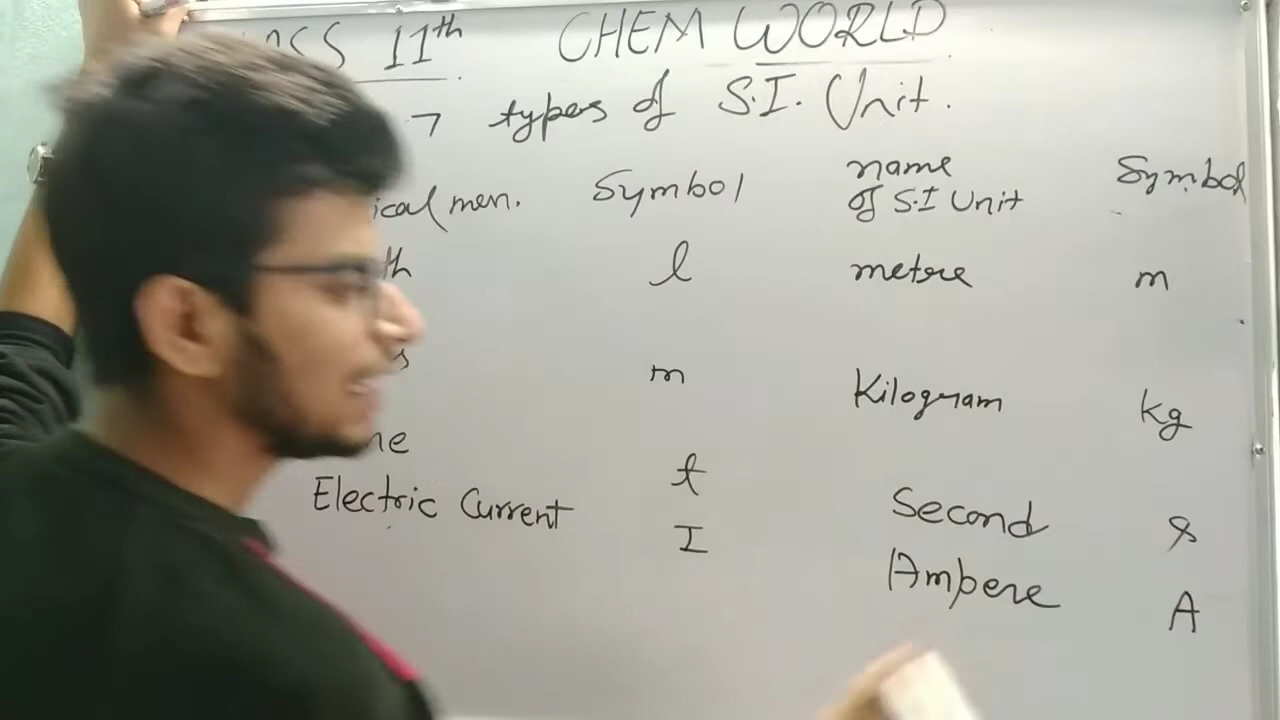 11th CHEM WORLD
7 types of S.I. Unit.
Symbol name of S.I Unit Symbol
l metre m
m Kilogram kg
t Second s
Electric Current I Ampere A